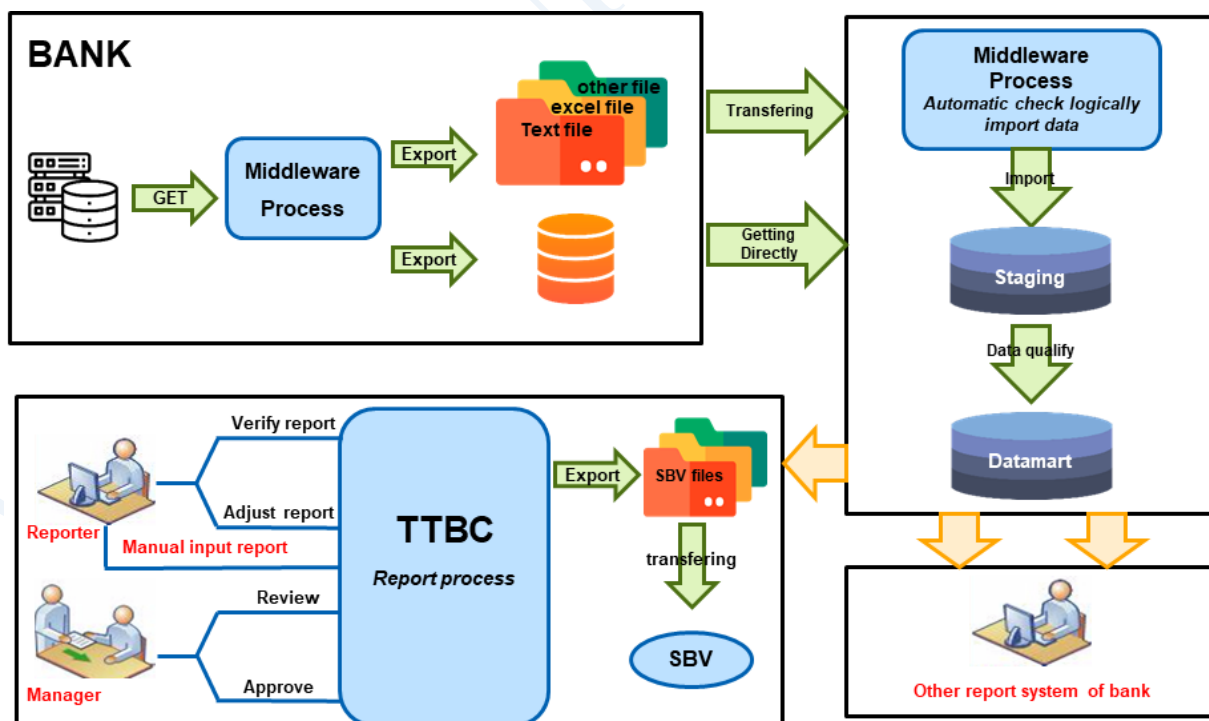 BANK
GET
Middleware
Process
Export
Export
other file
excel file
Text file
Transfering
Getting
Directly
Middleware
Process
Automatic check logically
import data
Import
Staging
Data qualify
Datamart
Verify report
Adjust report
Reporter
Manual input report
Review
Approve
Manager
TTBC
Report process
Export
SBV files
transfering
SBV
Other report system of bank